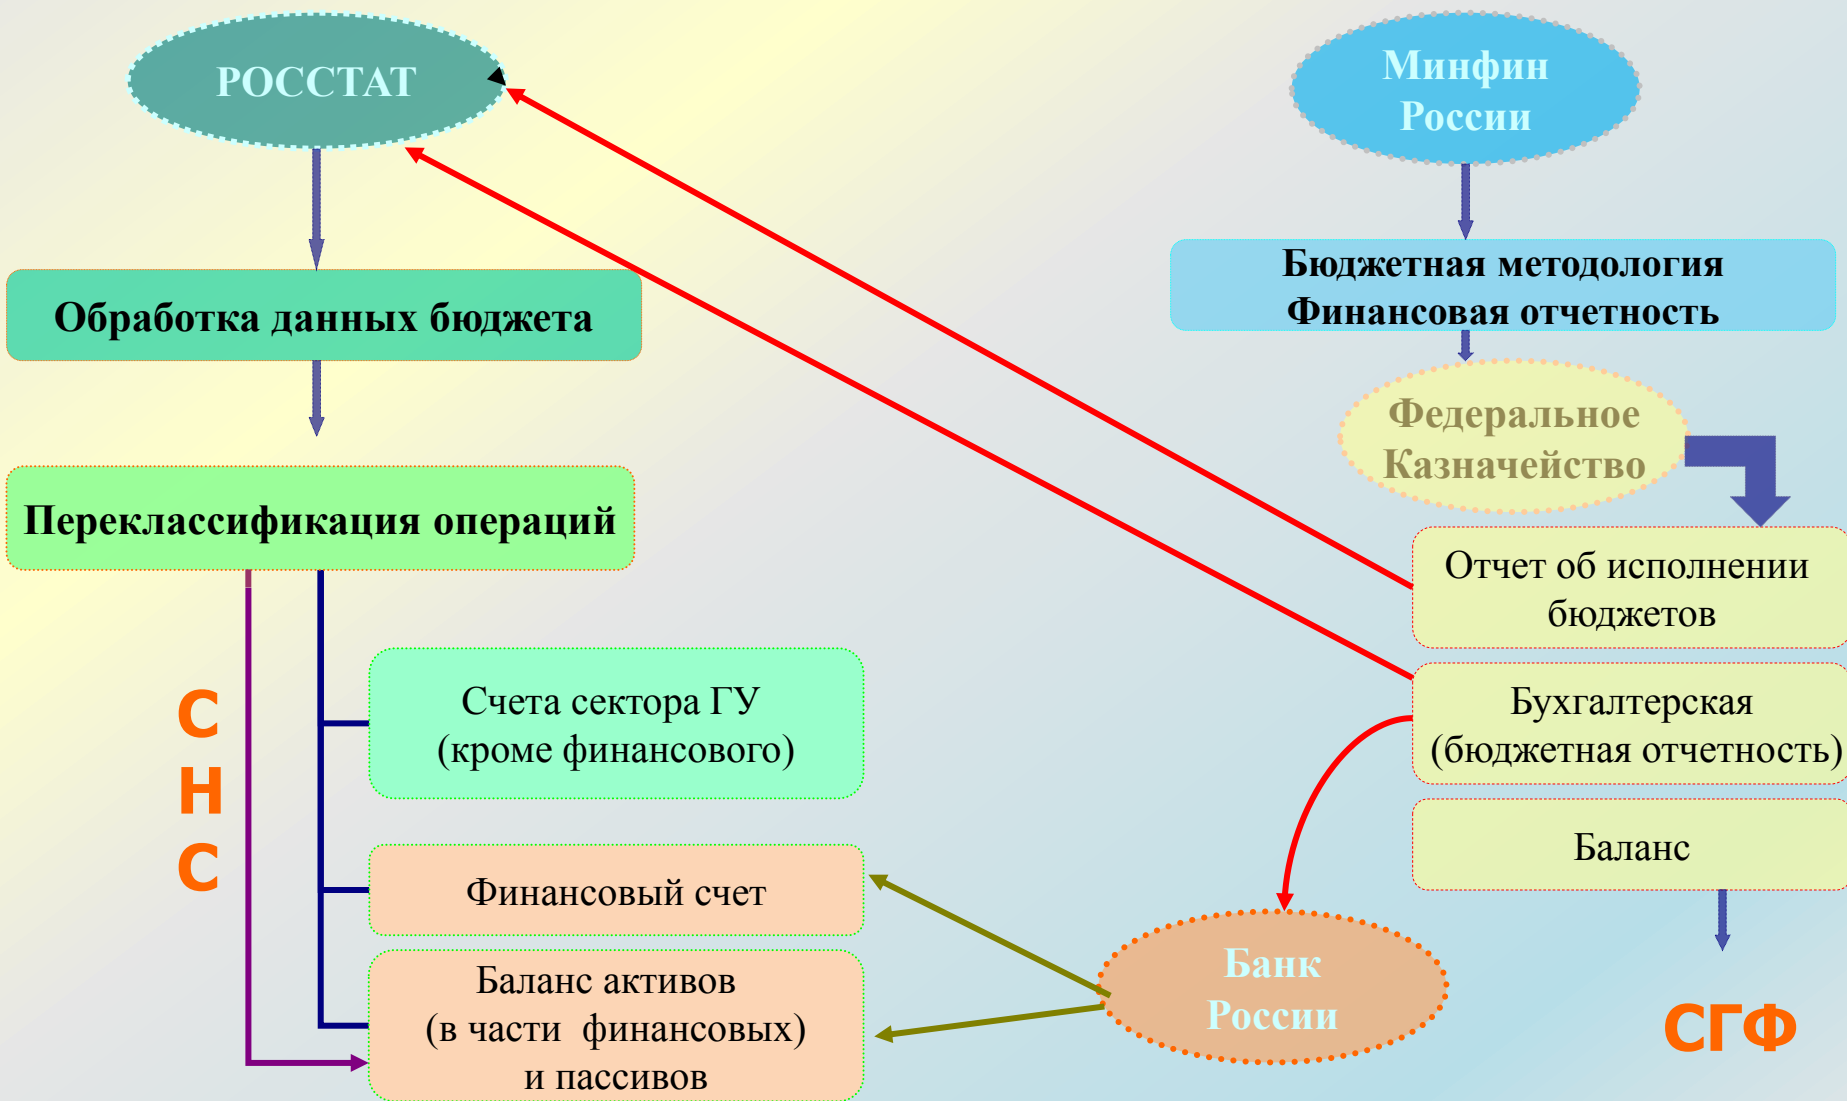 РОССТАТ
Минфин
России
Обработка данных бюджета
Бюджетная методология
Финансовая отчетность
Федеральное
Казначейство
Переклассификация операций
Отчет об исполнении
бюджетов
Счета сектора ГУ
(кроме финансового)
Бухгалтерская
(бюджетная отчетность)
С
Н
С
Баланс
Финансовый счет
Баланс активов
(в части финансовых)
и пассивов
Банк
России
СГФ